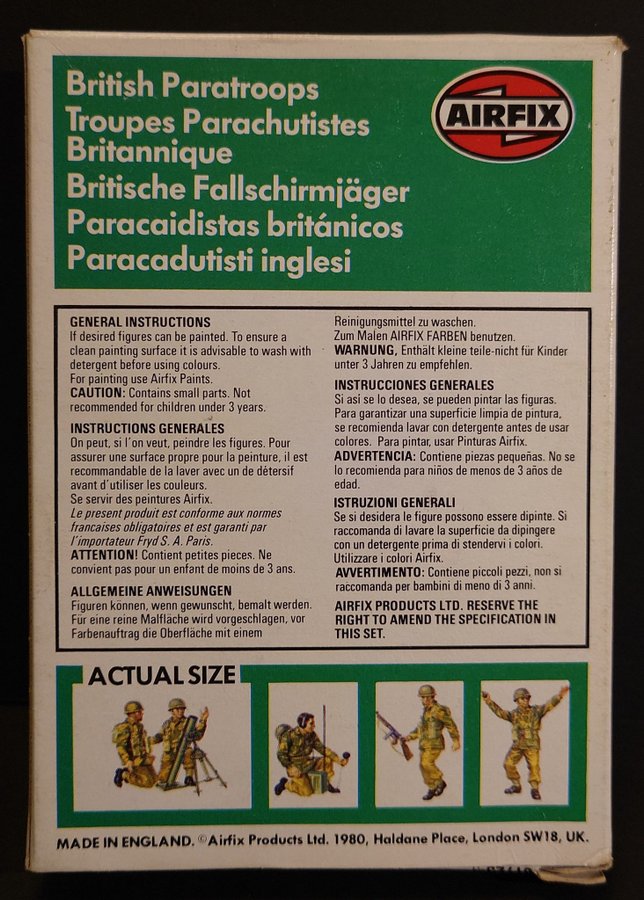 British Paratroops
Troupes Parachutistes
Britannique
Britische Fallschirmjäger
Paracaidistas británicos
Paracadutisti inglesi
AIRFIX
GENERAL INSTRUCTIONS
If desired figures can be painted. To ensure a
clean painting surface it is advisable to wash with
detergent before using colours.
For painting use Airfix Paints.
CAUTION: Contains small parts. Not
recommended for children under 3 years.
INSTRUCTIONS GENERALES
On peut, si l'on veut, peindre les figures. Pour
assurer une surface propre pour la peinture, il est
recommandable de la laver avec un de détersif
avant d'utiliser les couleurs.
Se servir des peintures Airfix.
Le present produit est conforme aux normes
francaises obligatoires et est garanti par
l'importateur Fryd S. A. Paris.
ATTENTION! Contient petites pieces. Ne
convient pas pour un enfant de moins de 3 ans.
ALLGEMEINE ANWEISUNGEN
Figuren können, wenn gewunscht, bemalt werden.
Für eine reine Malfläche wird vorgeschlagen, vor
Farbenauftrag die Oberfläche mit einem
Reinigungsmittel zu waschen.
Zum Malen AIRFIX FARBEN benutzen.
WARNUNG, Enthält kleine teile-nicht für Kinder
unter 3 Jahren zu empfehlen.
INSTRUCCIONES GENERALES
Si así se lo desea, se pueden pintar las figuras.
Para garantizar una superficie limpia de pintura,
se recomienda lavar con detergente antes de usar
colores. Para pintar, usar Pinturas Airfix.
ADVERTENCIA: Contiene piezas pequeñas. No se
lo recomienda para niños de menos de 3 años de
edad.
ISTRUZIONI GENERALI
Se si desidera le figure possono essere dipinte. Si
raccomanda di lavare la superficie da dipingere
con un detergente prima di stendervi i colori.
Utilizzare i colori Airfix.
AVVERTIMENTO: Contiene piccoli pezzi, non si
raccomanda per bambini di meno di 3 anni.
AIRFIX PRODUCTS LTD. RESERVE THE
RIGHT TO AMEND THE SPECIFICATION IN
THIS SET.
ACTUAL SIZE
MADE IN ENGLAND. ©Airfix Products Ltd. 1980, Haldane Place, London SW18, UK.